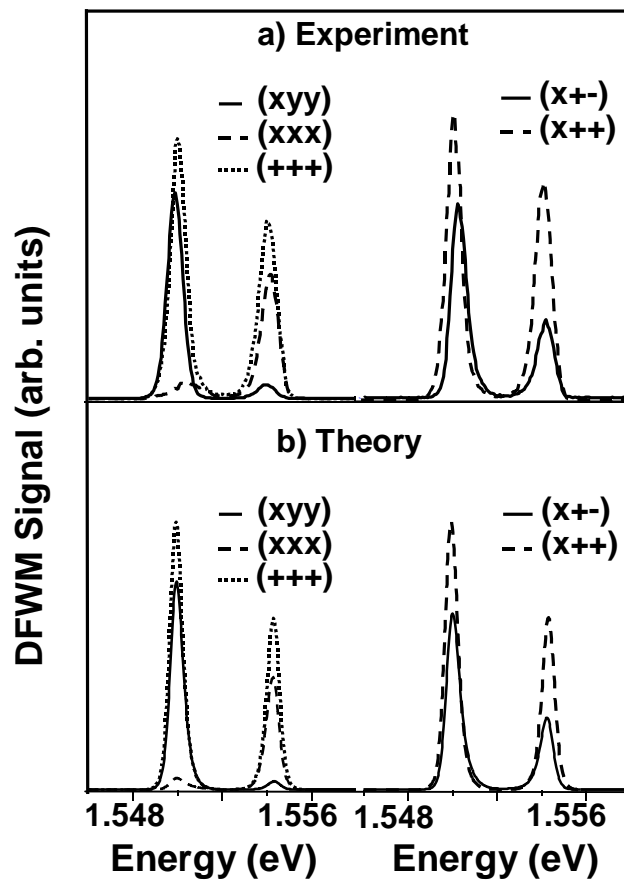 a) Experiment
(xyy)
(xxx)
(+++)
(x+-)
(x++)
b) Theory
(xyy)
(xxx)
(+++)
(x+-)
(x++)
DFWM Signal (arb. units)
1.548 1.556 1.548 1.556
Energy (eV) Energy (eV)